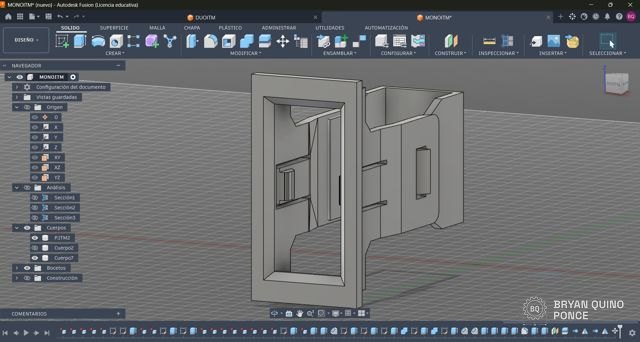 MONOITM* (nuevo) - Autodesk Fusion (Licencia educativa)
DUOITM
MONOITM*
DISEÑO
SÓLIDO
SUPERFICIE
MALLA
CHAPA
PLÁSTICO
ADMINISTRAR
UTILIDADES
AUTOMATIZACIÓN
CREAR
MODIFICAR
ENSAMBLAR
CONFIGURAR
CONSTRUIR
INSPECCIONAR
INSERTAR
SELECCIONAR
NAVEGADOR
MONOITM
Configuración del documento
Vistas guardadas
Origen
O
X
Y
Z
XY
XZ
YZ
Análisis
Sección1
Sección2
Sección3
Cuerpos
P.ITM2
Cuerpo2
Cuerpo7
Bocetos
Construcción
COMENTARIOS
BQ
BRYAN QUINO
PONCE